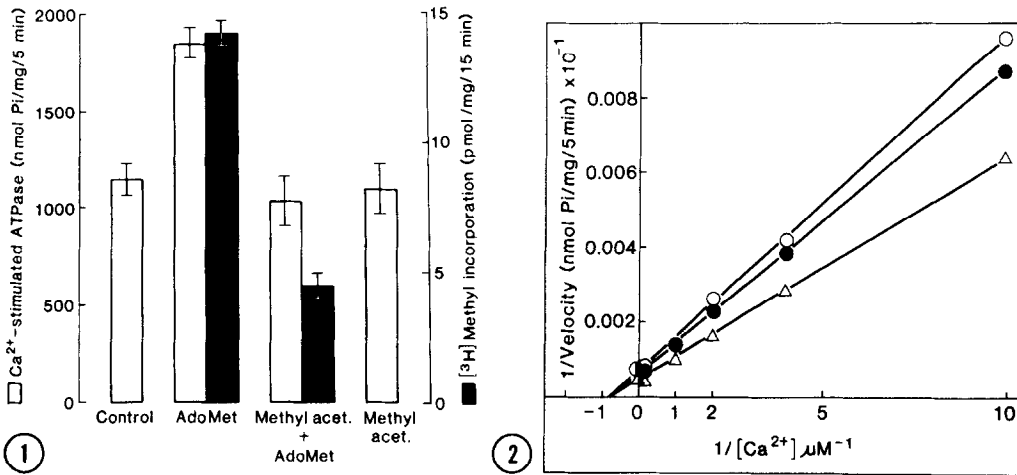 Ca²⁺-stimulated ATPase (nmol Pi/mg/5 min)
2000
1500
1000
500
0
15
10
5
0
[³H]Methyl incorporation (pmol/mg/15 min)
Control
AdoMet
Methyl acet.
+
AdoMet
Methyl
acet.
1
1/Velocity (nmol Pi/mg/5min) x10⁻¹
0.008
0.006
0.004
0.002
-1
0
1
2
5
10
1/[Ca²⁺] µM⁻¹
2